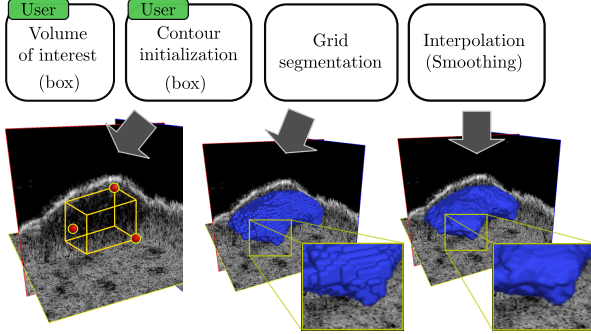 User
Volume
of interest
(box)
User
Contour
initialization
(box)
Grid
segmentation
Interpolation
(Smoothing)